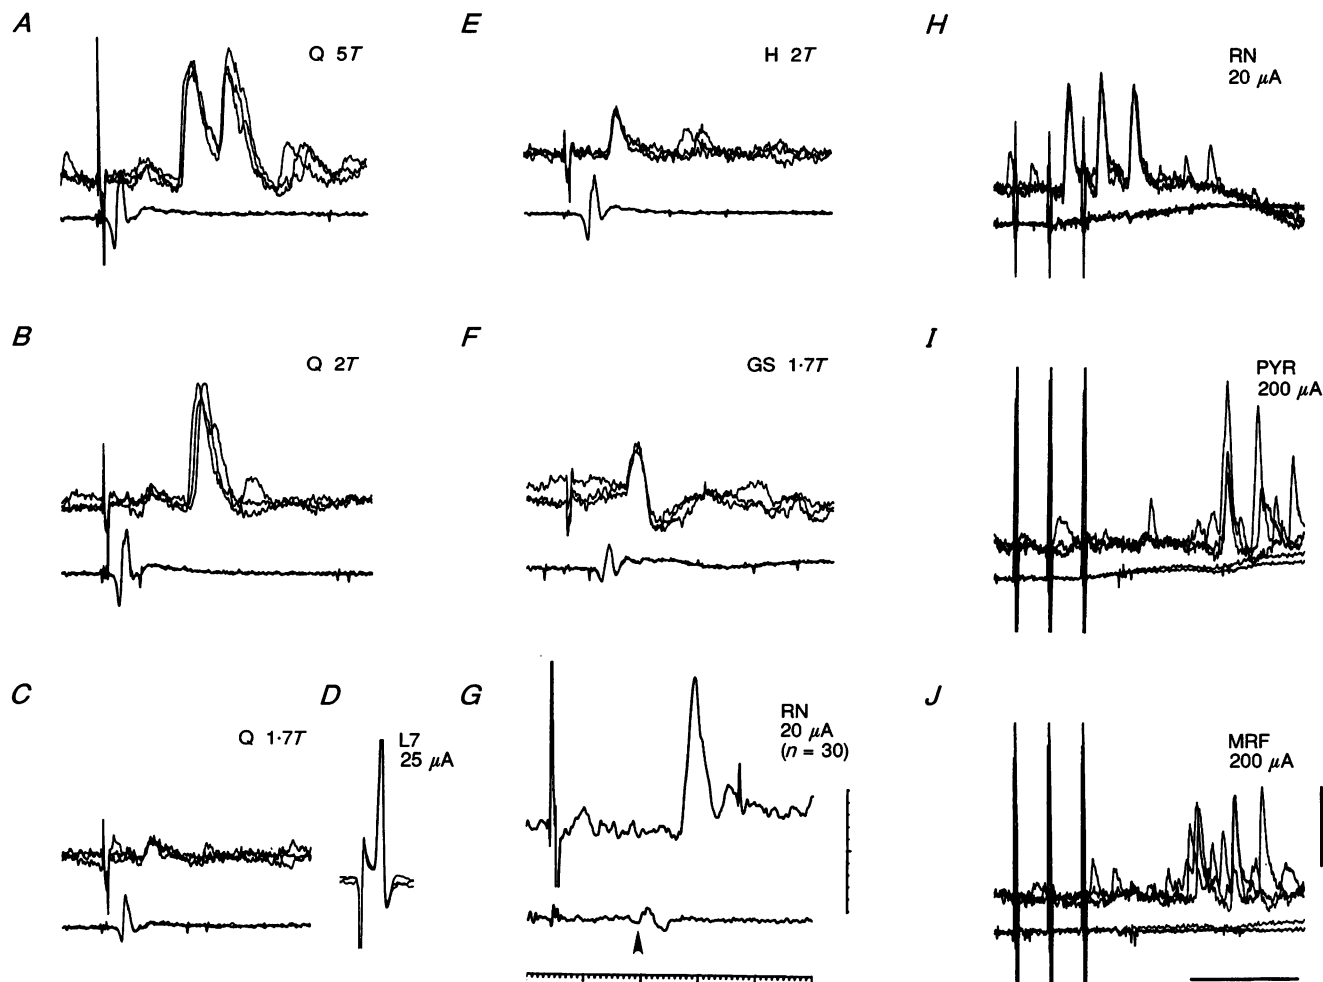 A
Q 5T
B
Q 2T
C
Q 1·7T
D
L7
25 μA
E
H 2T
F
GS 1·7T
G
RN
20 μA
(n = 30)
H
RN
20 μA
I
PYR
200 μA
J
MRF
200 μA